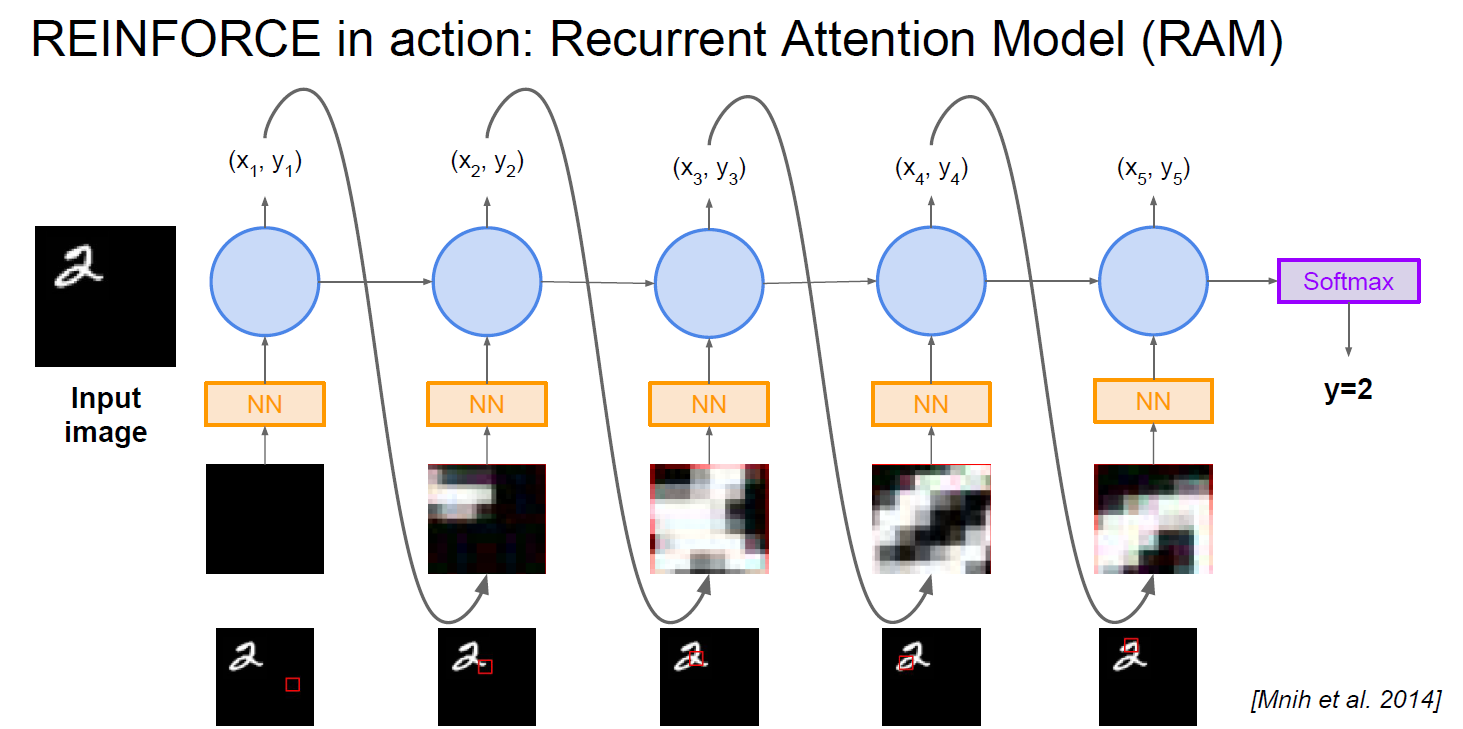 REINFORCE in action: Recurrent Attention Model (RAM)
(x₁, y₁)
(x₂, y₂)
(x₃, y₃)
(x₄, y₄)
(x₅, y₅)
Softmax
y=2
Input
image
NN
NN
NN
NN
NN
[Mnih et al. 2014]